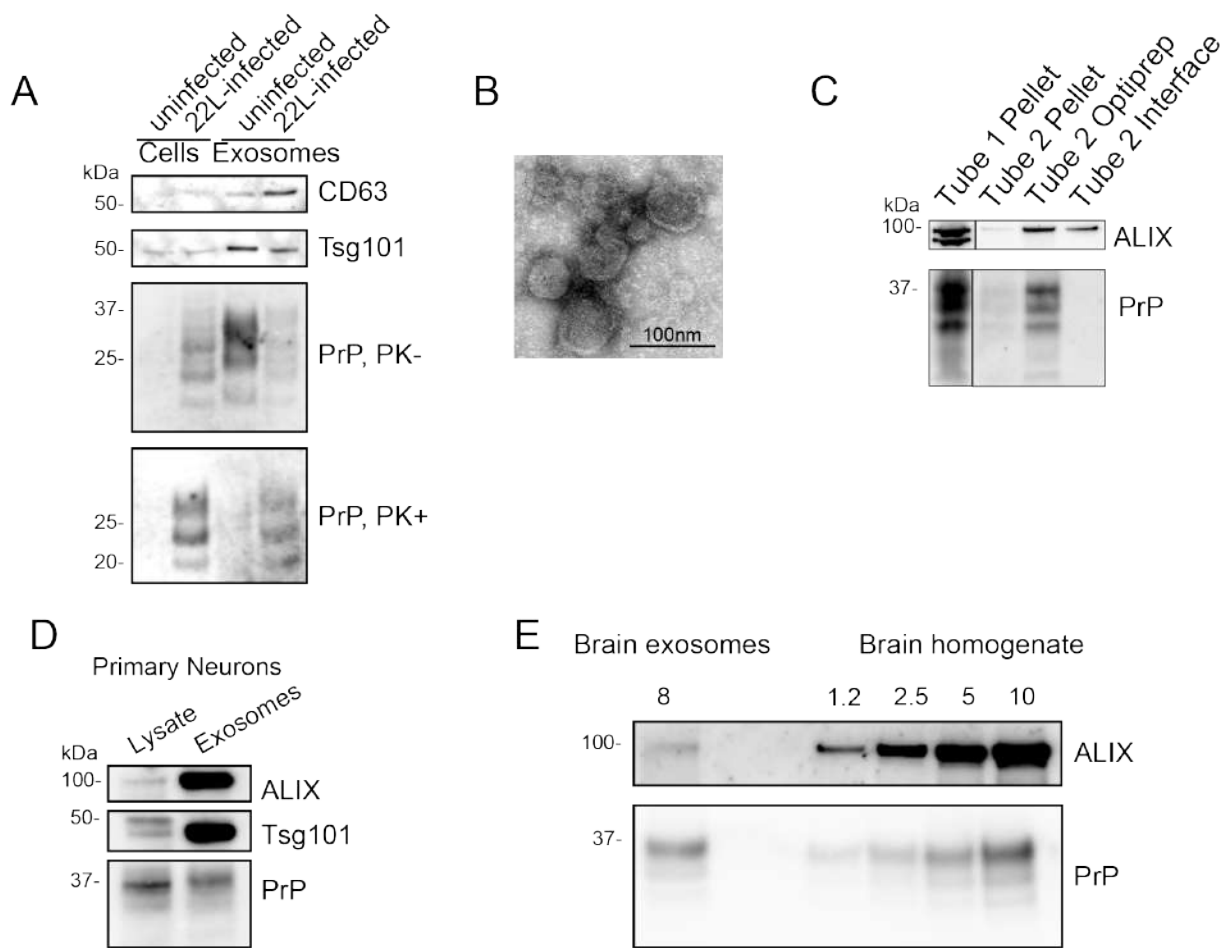 A
uninfected
22L-infected
uninfected
22L-infected
Cells Exosomes
kDa
50-
CD63
50-
Tsg101
37-
25-
PrP, PK-
25-
20-
PrP, PK+
B
100nm
C
Tube 1 Pellet
Tube 2 Pellet
Tube 2 Optiprep
Tube 2 Interface
kDa
100-
ALIX
37-
PrP
D
Primary Neurons
Lysate
Exosomes
kDa
100-
ALIX
50-
Tsg101
37-
PrP
E
Brain exosomes Brain homogenate
8 1.2 2.5 5 10
100-
ALIX
37-
PrP